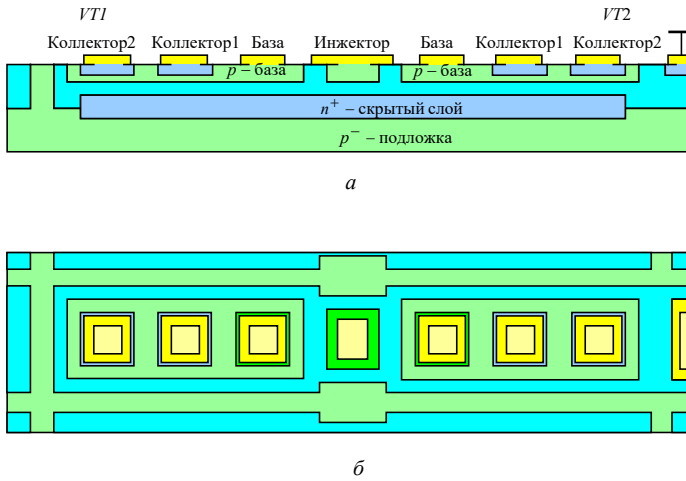 VT1 VT2
Коллектор2 Коллектор1 База Инжектор База Коллектор1 Коллектор2
p – база p – база
n+ – скрытый слой
p− – подложка
а
б